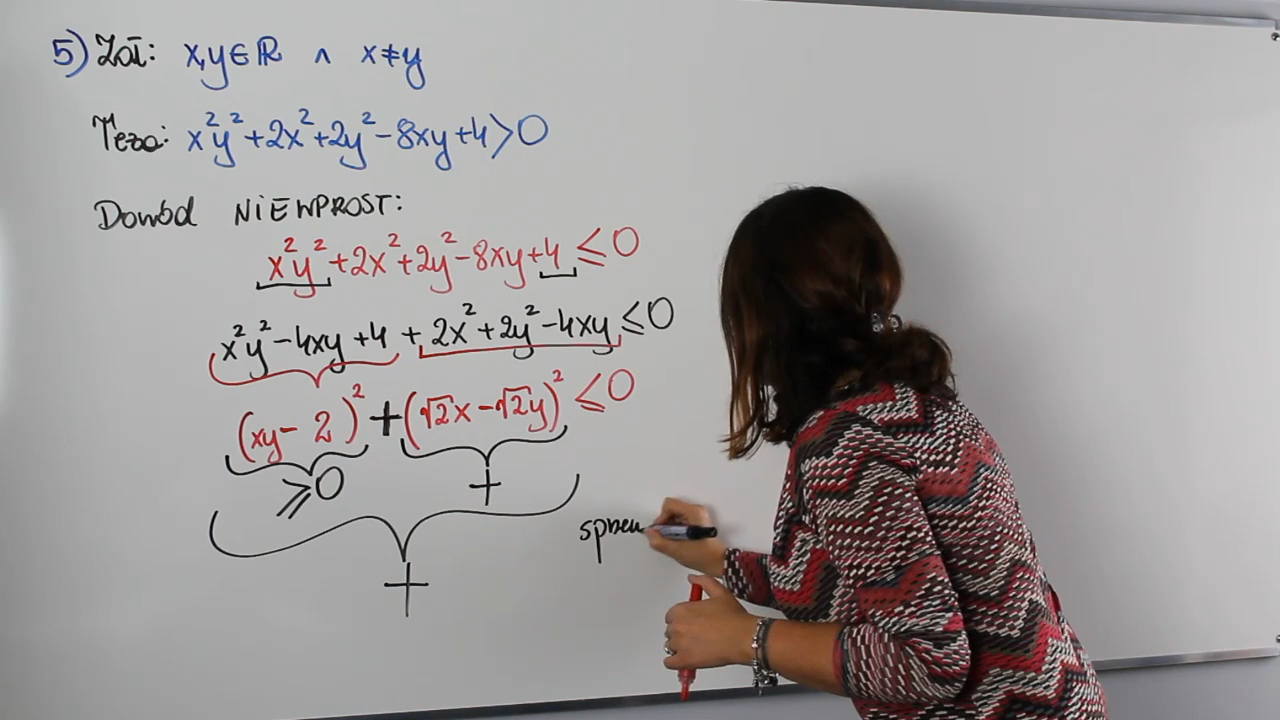 5) Zał: x,y∈ℝ ∧ x≠y
Teza: x²y²+2x²+2y²-8xy+4>0
Dowód NIEWPROST:
x²y²+2x²+2y²-8xy+4≤0
x²y²-4xy+4+2x²+2y²-4xy≤0
(xy-2)²+(√2x-√2y)²≤0
≥0 +
+
sprzeu